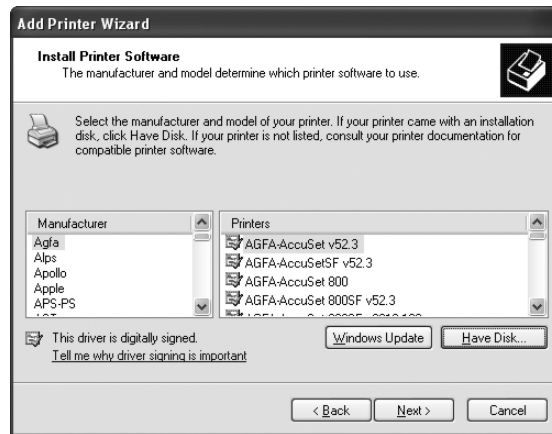 Add Printer Wizard
Install Printer Software
The manufacturer and model determine which printer software to use.
Select the manufacturer and model of your printer. If your printer came with an installation
disk, click Have Disk. If your printer is not listed, consult your printer documentation for
compatible printer software.
Manufacturer
Agfa
Alps
Apollo
Apple
APS-PS
Printers
AGFA-AccuSet v52.3
AGFA-AccuSetSF v52.3
AGFA-AccuSet 800
AGFA-AccuSet 800SF v52.3
This driver is digitally signed.
Tell me why driver signing is important
Windows Update
Have Disk...
< Back
Next >
Cancel